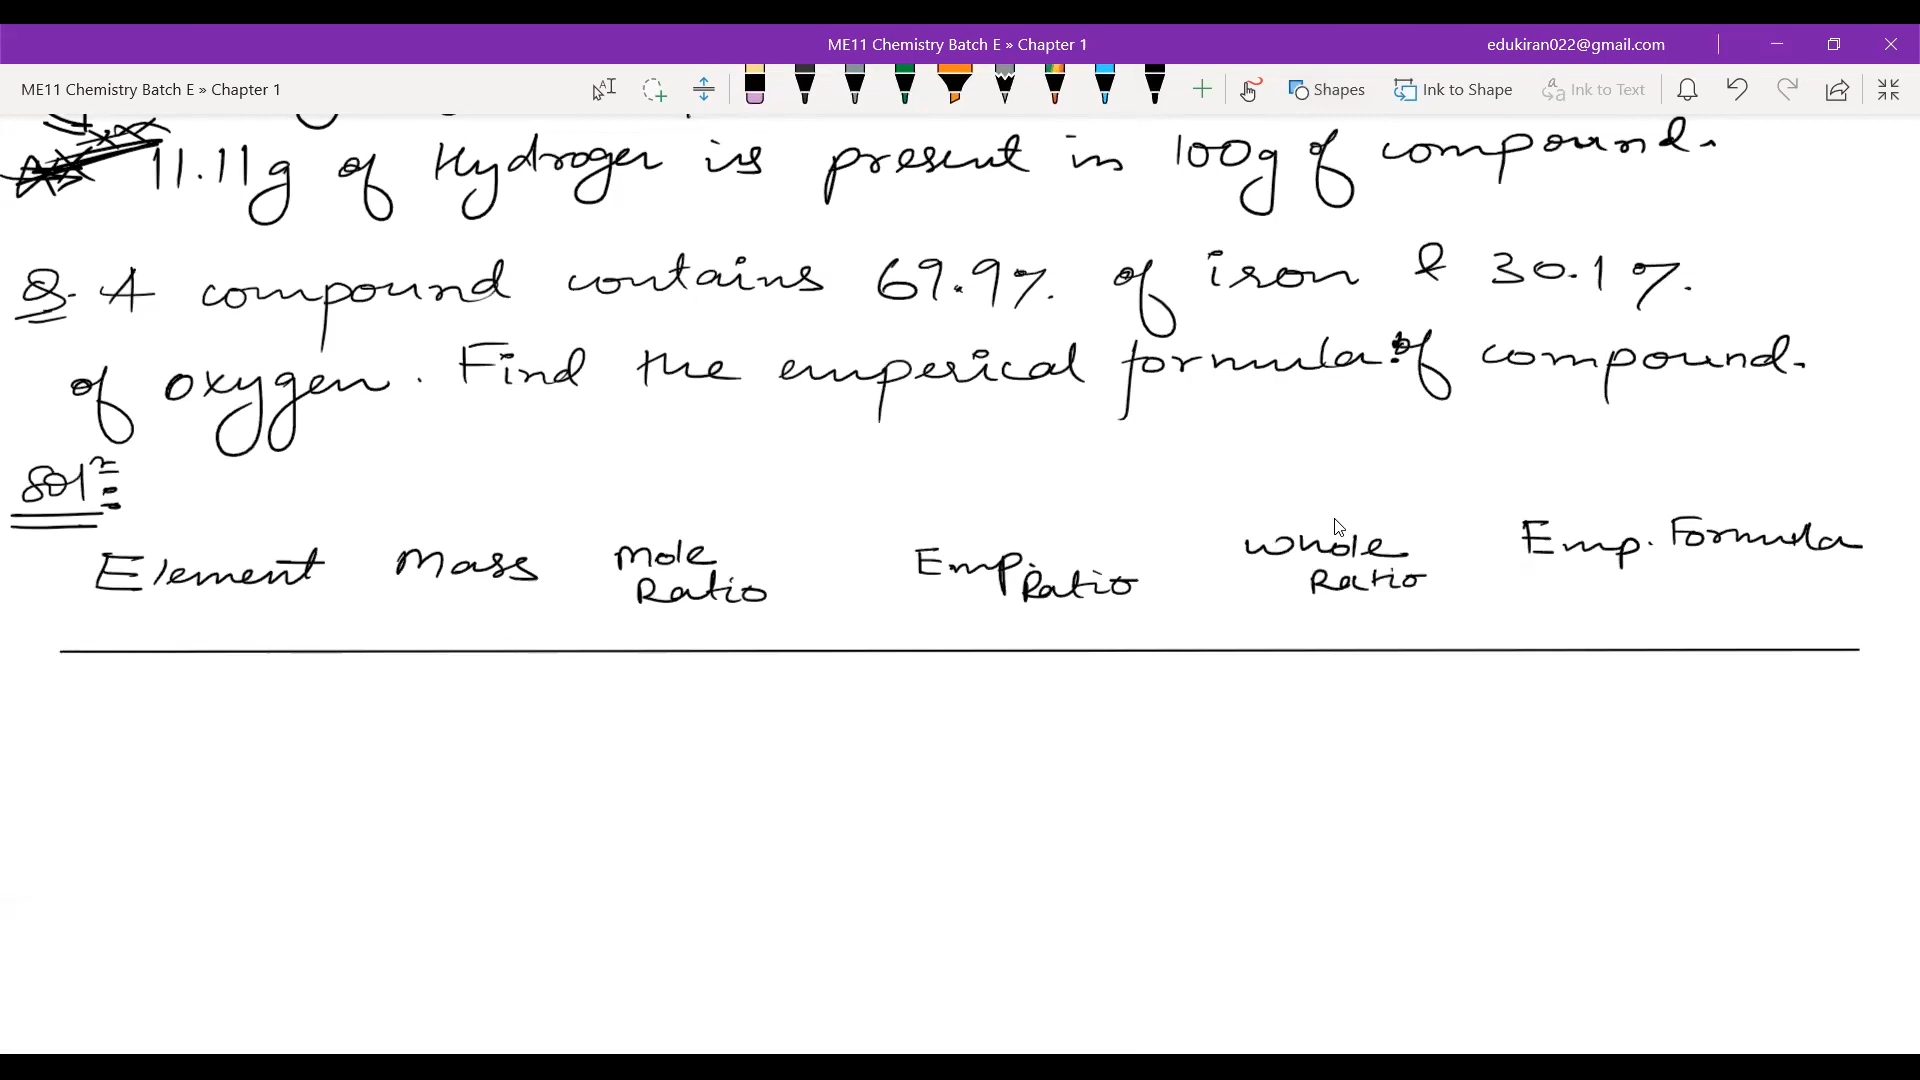 ME11 Chemistry Batch E » Chapter 1
edukiran022@gmail.com
ME11 Chemistry Batch E » Chapter 1
Shapes
Ink to Shape
Ink to Text
11.11g of Hydrogen is present in 100g of compound.
Q. A compound contains 69.9% of iron & 30.1%
of oxygen. Find the emperical formula of compound.
Solⁿ
Element Mass Mole Ratio Emp. Ratio Whole Ratio Emp. Formula